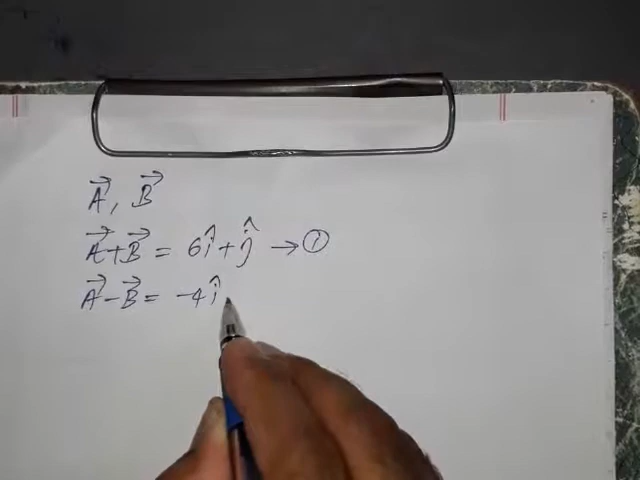 A⃗, B⃗
A⃗+B⃗ = 6î+ĵ → ①
A⃗-B⃗ = -4î